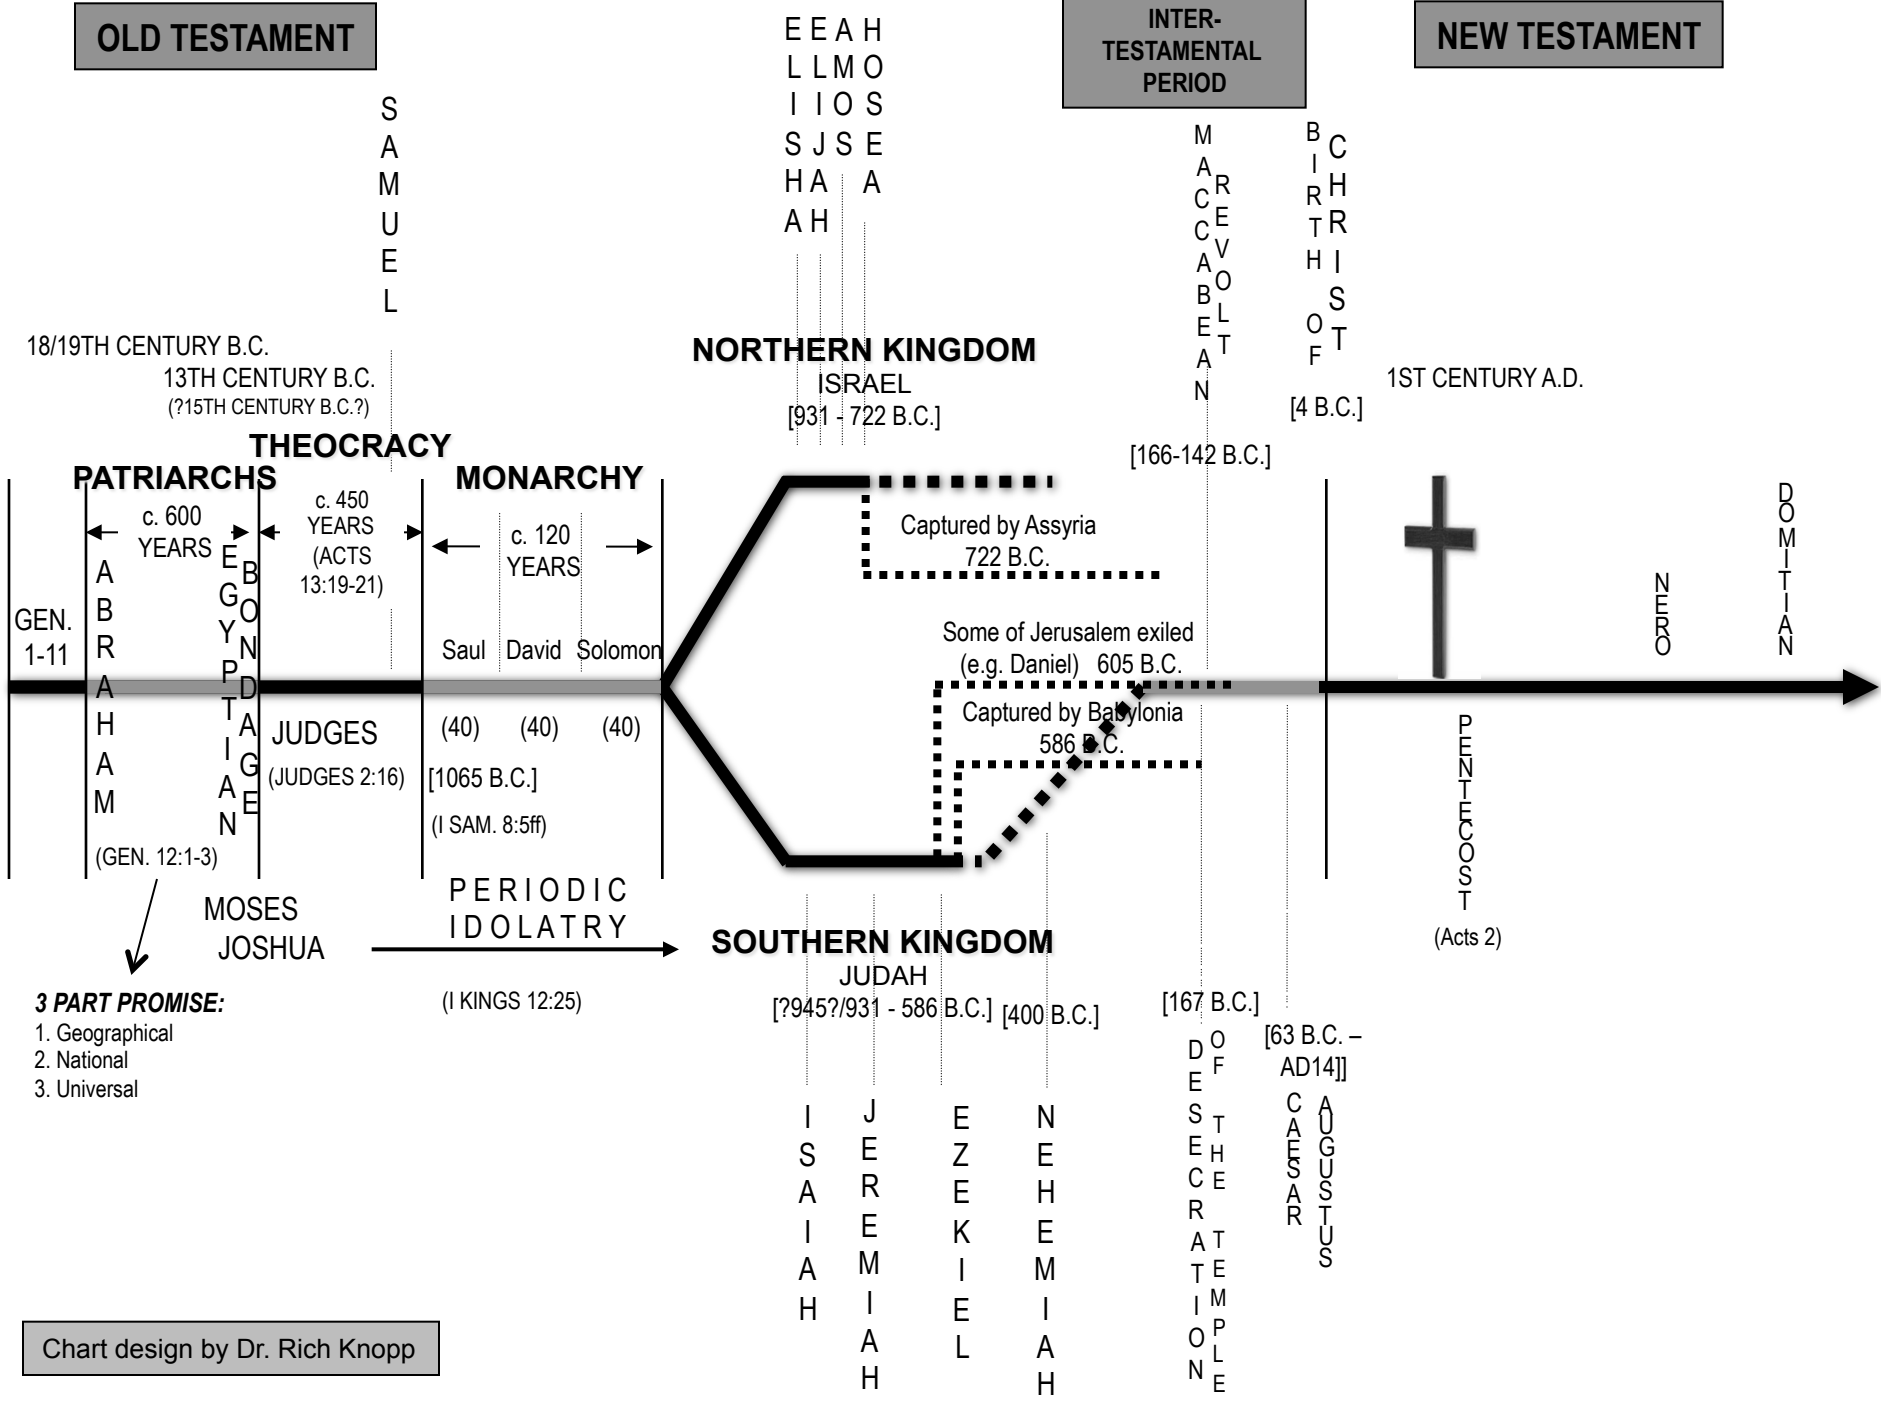 OLD TESTAMENT
INTER-
TESTAMENTAL
PERIOD
NEW TESTAMENT
SAMUEL
ELISHA
ELIJAH
AMOS
HOSEA
MACCABEAN
REVOLT
BIRTH OF
CHRIST
18/19TH CENTURY B.C.
13TH CENTURY B.C.
(?15TH CENTURY B.C.?)
NORTHERN KINGDOM
ISRAEL
[931 - 722 B.C.]
1ST CENTURY A.D.
[4 B.C.]
[166-142 B.C.]
THEOCRACY
PATRIARCHS
MONARCHY
c. 600
YEARS
c. 450
YEARS
(ACTS
13:19-21)
c. 120
YEARS
Captured by Assyria
722 B.C.
GEN.
1-11
ABRAHAM
EGYPTIAN
BONDAGE
Saul
David
Solomon
Some of Jerusalem exiled
(e.g. Daniel) 605 B.C.
NERO
DOMITIAN
JUDGES
(JUDGES 2:16)
(40)
(40)
(40)
[1065 B.C.]
(I SAM. 8:5ff)
Captured by Babylonia
586 B.C.
PENTECOST
(Acts 2)
(GEN. 12:1-3)
MOSES
JOSHUA
PERIODIC
IDOLATRY
(I KINGS 12:25)
SOUTHERN KINGDOM
JUDAH
[?945?/931 - 586 B.C.]
[400 B.C.]
[167 B.C.]
[63 B.C. –
AD14]]
3 PART PROMISE:
1. Geographical
2. National
3. Universal
ISAIAH
JEREMIAH
EZEKIEL
NEHEMIAH
DESECRATION
OF THE TEMPLE
CAESAR
AUGUSTUS
Chart design by Dr. Rich Knopp